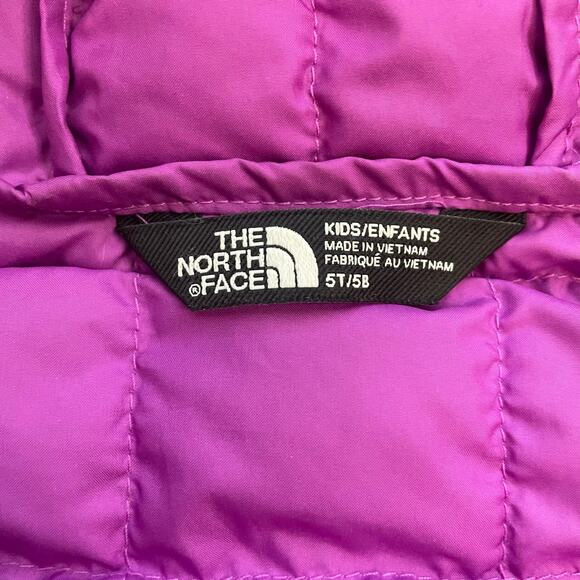 THE
NORTH
®FACE
KIDS/ENFANTS
MADE IN VIETNAM
FABRIQUÉ AU VIETNAM
5T/5B